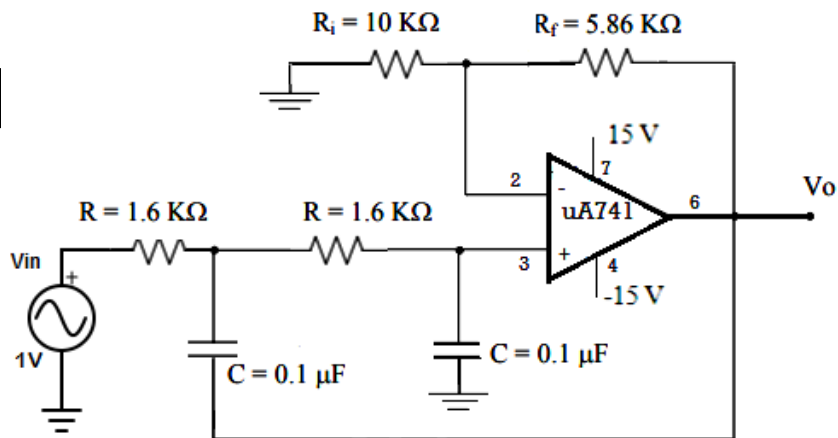 Rᵢ = 10 KΩ
R_f = 5.86 KΩ
15 V
7
2
-
uA741
6
Vo
R = 1.6 KΩ
R = 1.6 KΩ
3
+
4
-15 V
Vin
+
1V
C = 0.1 μF
C = 0.1 μF